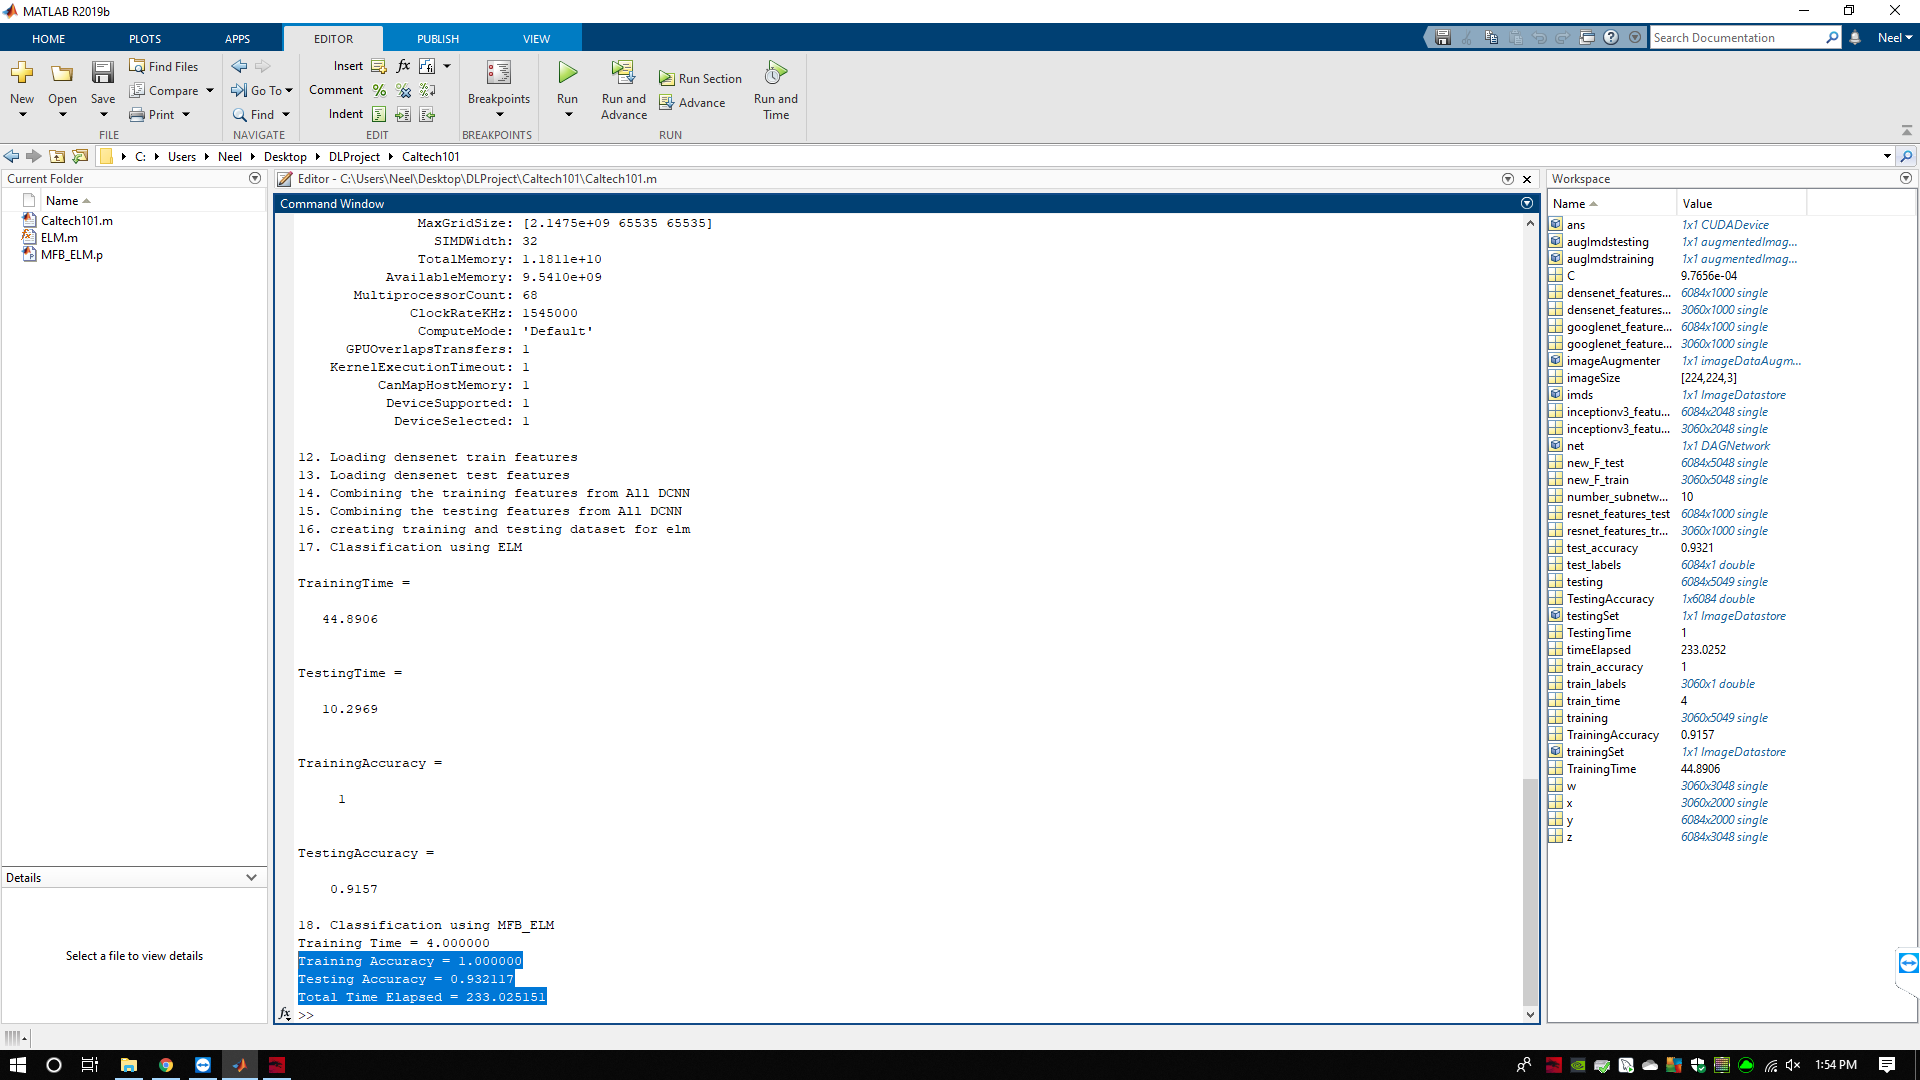 MATLAB R2019b
HOME PLOTS APPS EDITOR PUBLISH VIEW
Search Documentation
Neel
New
Open
Save
Find Files
Compare
Print
FILE
Go To
Find
NAVIGATE
Insert
Comment
Indent
EDIT
Breakpoints
BREAKPOINTS
Run
Run and Advance
Run Section
Advance
Run and Time
RUN
C: Users Neel Desktop DLProject Caltech101
Current Folder
Name
Caltech101.m
ELM.m
MFB_ELM.p
Details
Select a file to view details
Editor - C:\Users\Neel\Desktop\DLProject\Caltech101\Caltech101.m
Command Window
MaxGridSize: [2.1475e+09 65535 65535]
SIMDWidth: 32
TotalMemory: 1.1811e+10
AvailableMemory: 9.5410e+09
MultiprocessorCount: 68
ClockRateKHz: 1545000
ComputeMode: 'Default'
GPUOverlapsTransfers: 1
KernelExecutionTimeout: 1
CanMapHostMemory: 1
DeviceSupported: 1
DeviceSelected: 1
12. Loading densenet train features
13. Loading densenet test features
14. Combining the training features from All DCNN
15. Combining the testing features from All DCNN
16. creating training and testing dataset for elm
17. Classification using ELM
TrainingTime =
44.8906
TestingTime =
10.2969
TrainingAccuracy =
1
TestingAccuracy =
0.9157
18. Classification using MFB_ELM
Training Time = 4.000000
Training Accuracy = 1.000000
Testing Accuracy = 0.932117
Total Time Elapsed = 233.025151
fx >>
Workspace
Name Value
ans 1x1 CUDADevice
auglmdstesting 1x1 augmentedImag...
auglmdstraining 1x1 augmentedImag...
C 9.7656e-04
densenet_features... 6084x1000 single
densenet_features... 3060x1000 single
googlenet_feature... 6084x1000 single
googlenet_feature... 3060x1000 single
imageAugmenter 1x1 imageDataAugm...
imageSize [224,224,3]
imds 1x1 ImageDatastore
inceptionv3_featu... 6084x2048 single
inceptionv3_featu... 3060x2048 single
net 1x1 DAGNetwork
new_F_test 6084x5048 single
new_F_train 3060x5048 single
number_subnetw... 10
resnet_features_test 6084x1000 single
resnet_features_tr... 3060x1000 single
test_accuracy 0.9321
test_labels 6084x1 double
testing 6084x5049 single
TestingAccuracy 1x6084 double
testingSet 1x1 ImageDatastore
TestingTime 1
timeElapsed 233.0252
train_accuracy 1
train_labels 3060x1 double
train_time 4
training 3060x5049 single
TrainingAccuracy 0.9157
trainingSet 1x1 ImageDatastore
TrainingTime 44.8906
w 3060x3048 single
x 3060x2000 single
y 6084x2000 single
z 6084x3048 single
1:54 PM